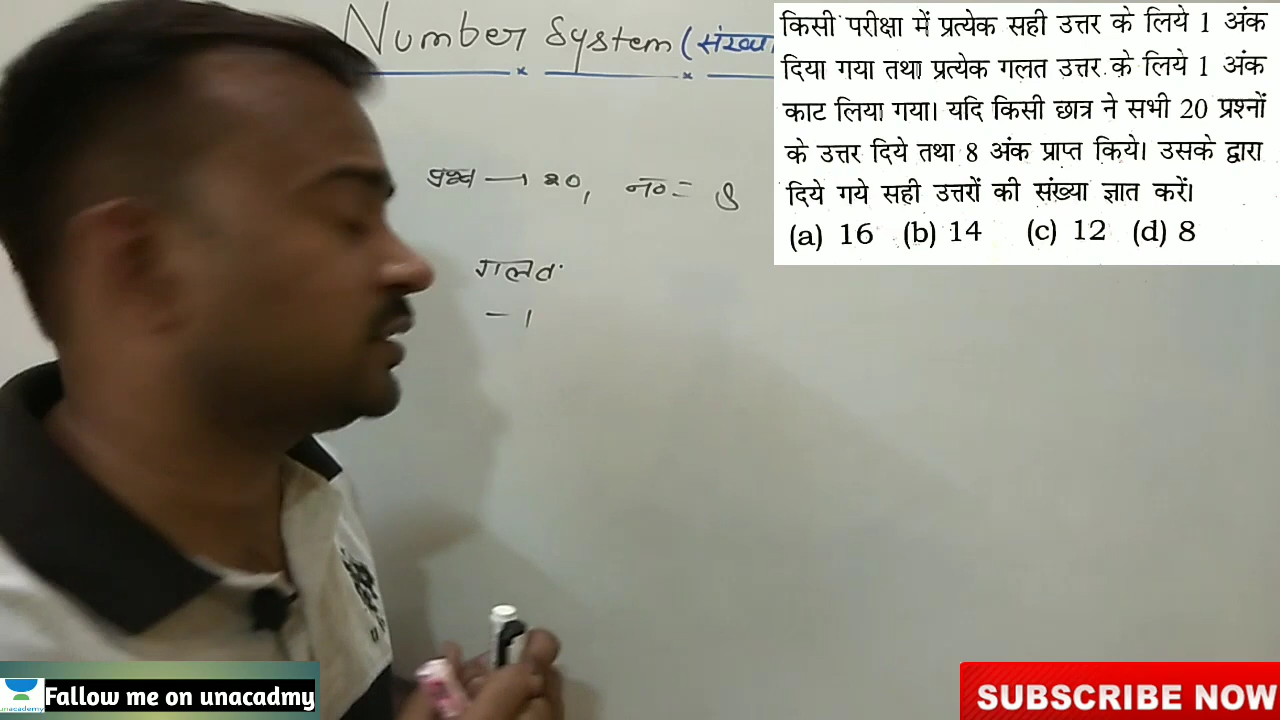 Number System (संख्या
किसी परीक्षा में प्रत्येक सही उत्तर के लिये 1 अंक
दिया गया तथा प्रत्येक गलत उत्तर के लिये 1 अंक
काट लिया गया। यदि किसी छात्र ने सभी 20 प्रश्नों
के उत्तर दिये तथा 8 अंक प्राप्त किये। उसके द्वारा
दिये गये सही उत्तरों की संख्या ज्ञात करें।
(a) 16 (b) 14 (c) 12 (d) 8
प्रश्न → 20, नं० = 8
गलत
- 1
Fallow me on unacadmy
unacademy
SUBSCRIBE NOW